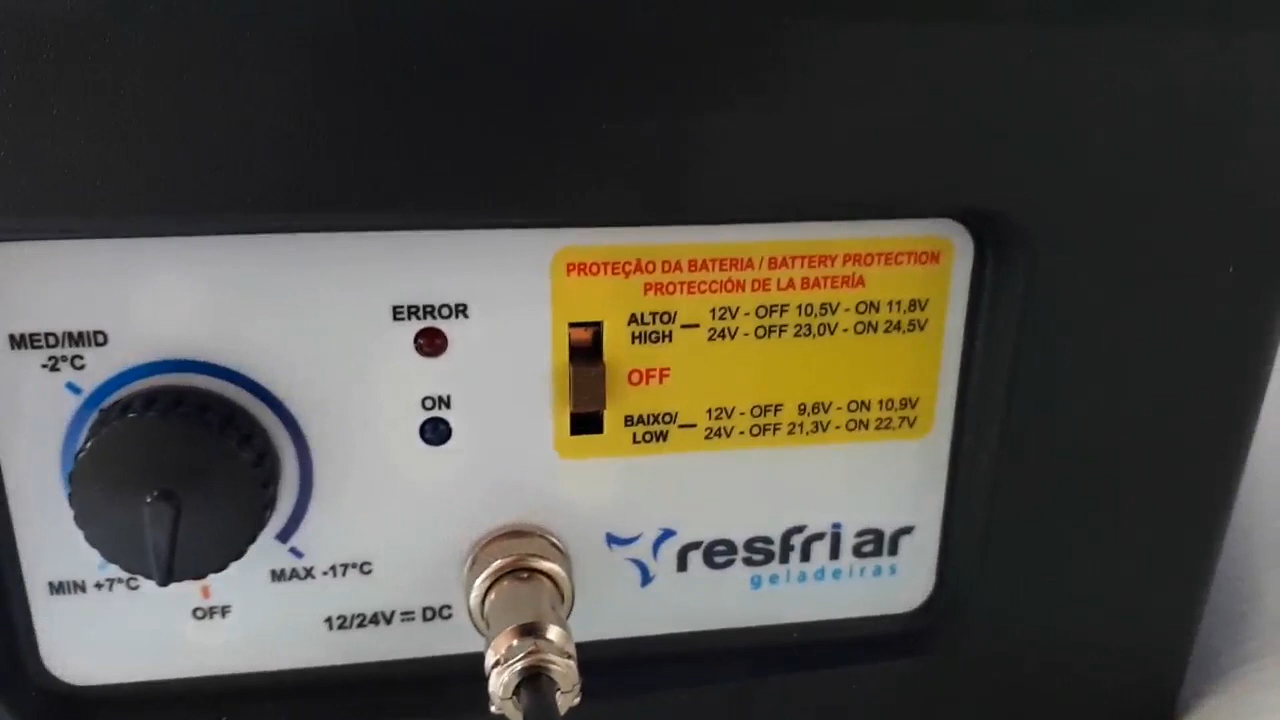 MED/MID
-2°C
MIN +7°C
OFF
MAX -17°C
ERROR
ON
12/24V = DC
PROTEÇÃO DA BATERIA / BATTERY PROTECTION
PROTECCIÓN DE LA BATERÍA
ALTO/
HIGH
12V - OFF 10,5V - ON 11,8V
24V - OFF 23,0V - ON 24,5V
OFF
BAIXO/
LOW
12V - OFF 9,6V - ON 10,9V
24V - OFF 21,3V - ON 22,7V
resfriar
geladeiras